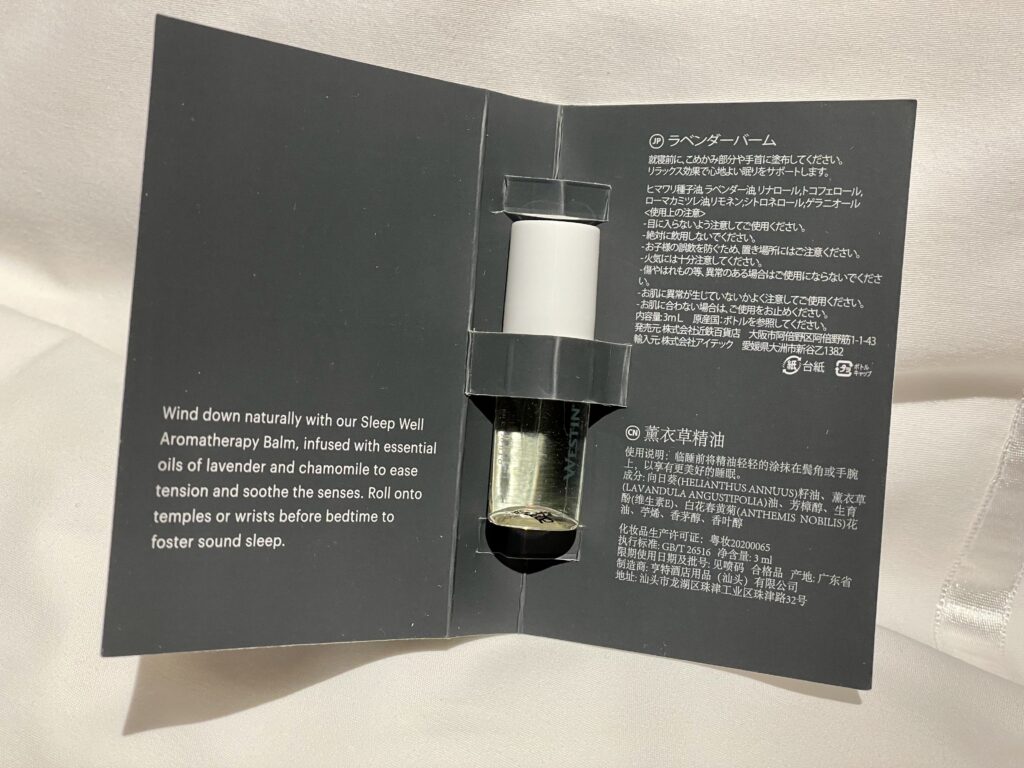 Wind down naturally with our Sleep Well
Aromatherapy Balm, infused with essential
oils of lavender and chamomile to ease
tension and soothe the senses. Roll onto
temples or wrists before bedtime to
foster sound sleep.
WESTIN
JP ラベンダーバーム
就寝前に、こめかみ部分や手首に塗布してください。
リラックス効果で心地よい眠りをサポートします。
ヒマワリ種子油,ラベンダー油,リナロール,トコフェロール,
ローマカミツレ油,リモネン,シトロネロール,ゲラニオール
<使用上の注意>
- 目に入らないよう注意してご使用ください。
- 絶対に飲用しないでください。
- お子様の誤飲を防ぐため、置き場所にはご注意ください。
- 火気には十分注意してください。
- 傷やはれもの等、異常のある場合はご使用にならないでくださ
い。
- お肌に異常が生じていないかよく注意してご使用ください。
- お肌に合わない場合は、ご使用をお止めください。
内容量:3mL 原産国:ボトルを参照してください。
発売元:株式会社近鉄百貨店 大阪市阿倍野区阿倍野筋1-1-43
輸入元:株式会社アイテック 愛媛県大洲市新谷乙1382
紙 台紙 プラ ボトル
キャップ
CN 薰衣草精油
使用说明：临睡前将精油轻轻的涂抹在鬓角或手腕
上，以享有更美好的睡眠。
成分: 向日葵(HELIANTHUS ANNUUS)籽油、薰衣草
(LAVANDULA ANGUSTIFOLIA)油、芳樟醇、生育
酚(维生素E)、白花春黄菊(ANTHEMIS NOBILIS)花
油、苧烯、香茅醇、香叶醇
化妆品生产许可证：粤妆20200065
执行标准: GB/T 26516 净含量: 3 ml
限期使用日期及批号: 见喷码 合格品 产地: 广东省
制造商: 亨特酒店用品（汕头）有限公司
地址: 汕头市龙湖区珠津工业区珠津路32号